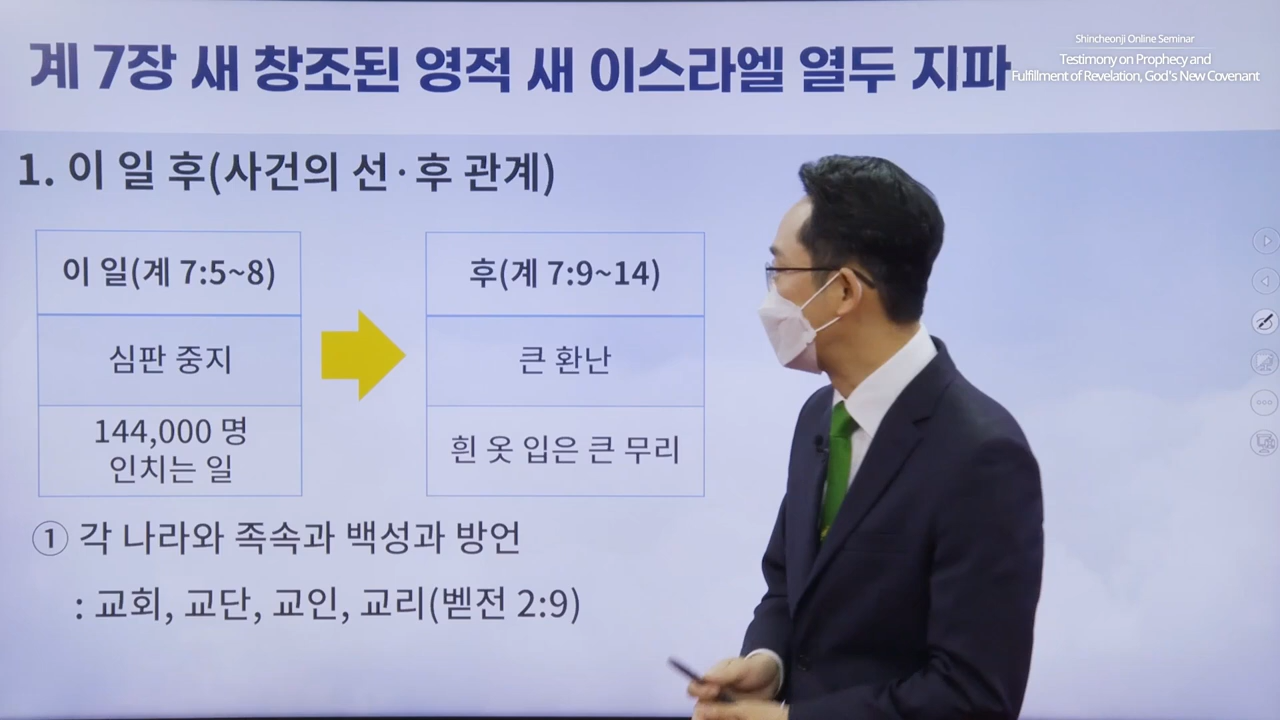 계 7장 새 창조된 영적 새 이스라엘 열두 지파
Shincheonji Online Seminar
Testimony on Prophecy and
Fulfillment of Revelation, God's New Covenant
1. 이 일 후(사건의 선·후 관계)
이 일(계 7:5~8)
심판 중지
144,000 명
인치는 일
후(계 7:9~14)
큰 환난
흰 옷 입은 큰 무리
① 각 나라와 족속과 백성과 방언
: 교회, 교단, 교인, 교리(벧전 2:9)